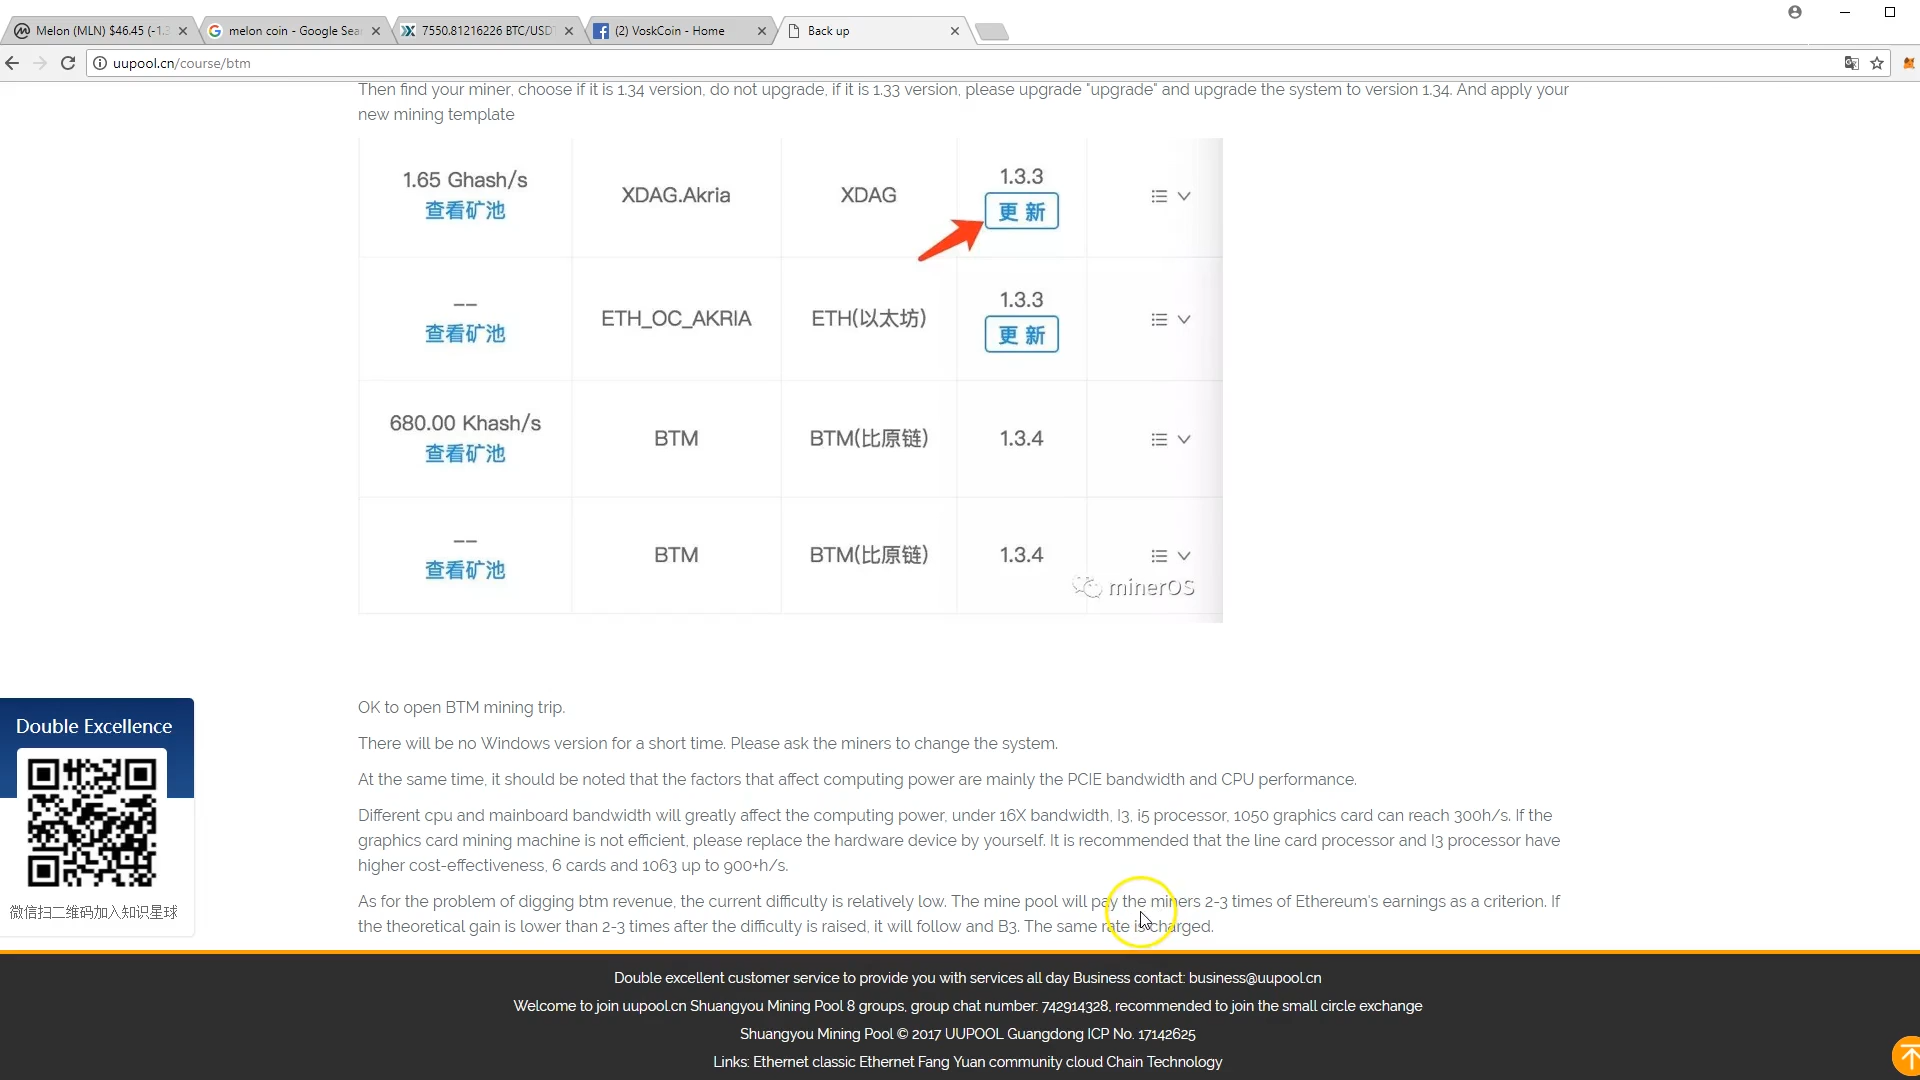 Melon (MLN) $46.45 (-1.3
melon coin - Google Sea
7550.81216226 BTC/USDT
(2) VoskCoin - Home
Back up
uupool.cn/course/btm
Then find your miner, choose if it is 1.34 version, do not upgrade, if it is 1.33 version, please upgrade "upgrade" and upgrade the system to version 1.34. And apply your
new mining template
1.65 Ghash/s
查看矿池
XDAG.Akria
XDAG
1.3.3
更 新
--
查看矿池
ETH_OC_AKRIA
ETH(以太坊)
1.3.3
更 新
680.00 Khash/s
查看矿池
BTM
BTM(比原链)
1.3.4
--
查看矿池
BTM
BTM(比原链)
1.3.4
minerOS
OK to open BTM mining trip.
There will be no Windows version for a short time. Please ask the miners to change the system.
At the same time, it should be noted that the factors that affect computing power are mainly the PCIE bandwidth and CPU performance.
Different cpu and mainboard bandwidth will greatly affect the computing power, under 16X bandwidth, I3, i5 processor, 1050 graphics card can reach 300h/s. If the
graphics card mining machine is not efficient, please replace the hardware device by yourself. It is recommended that the line card processor and I3 processor have
higher cost-effectiveness, 6 cards and 1063 up to 900+h/s.
As for the problem of digging btm revenue, the current difficulty is relatively low. The mine pool will pay the miners 2-3 times of Ethereum's earnings as a criterion. If
the theoretical gain is lower than 2-3 times after the difficulty is raised, it will follow and B3. The same rate is charged.
Double Excellence
微信扫二维码加入知识星球
Double excellent customer service to provide you with services all day Business contact: business@uupool.cn
Welcome to join uupool.cn Shuangyou Mining Pool 8 groups, group chat number: 742914328, recommended to join the small circle exchange
Shuangyou Mining Pool © 2017 UUPOOL Guangdong ICP No. 17142625
Links: Ethernet classic Ethernet Fang Yuan community cloud Chain Technology